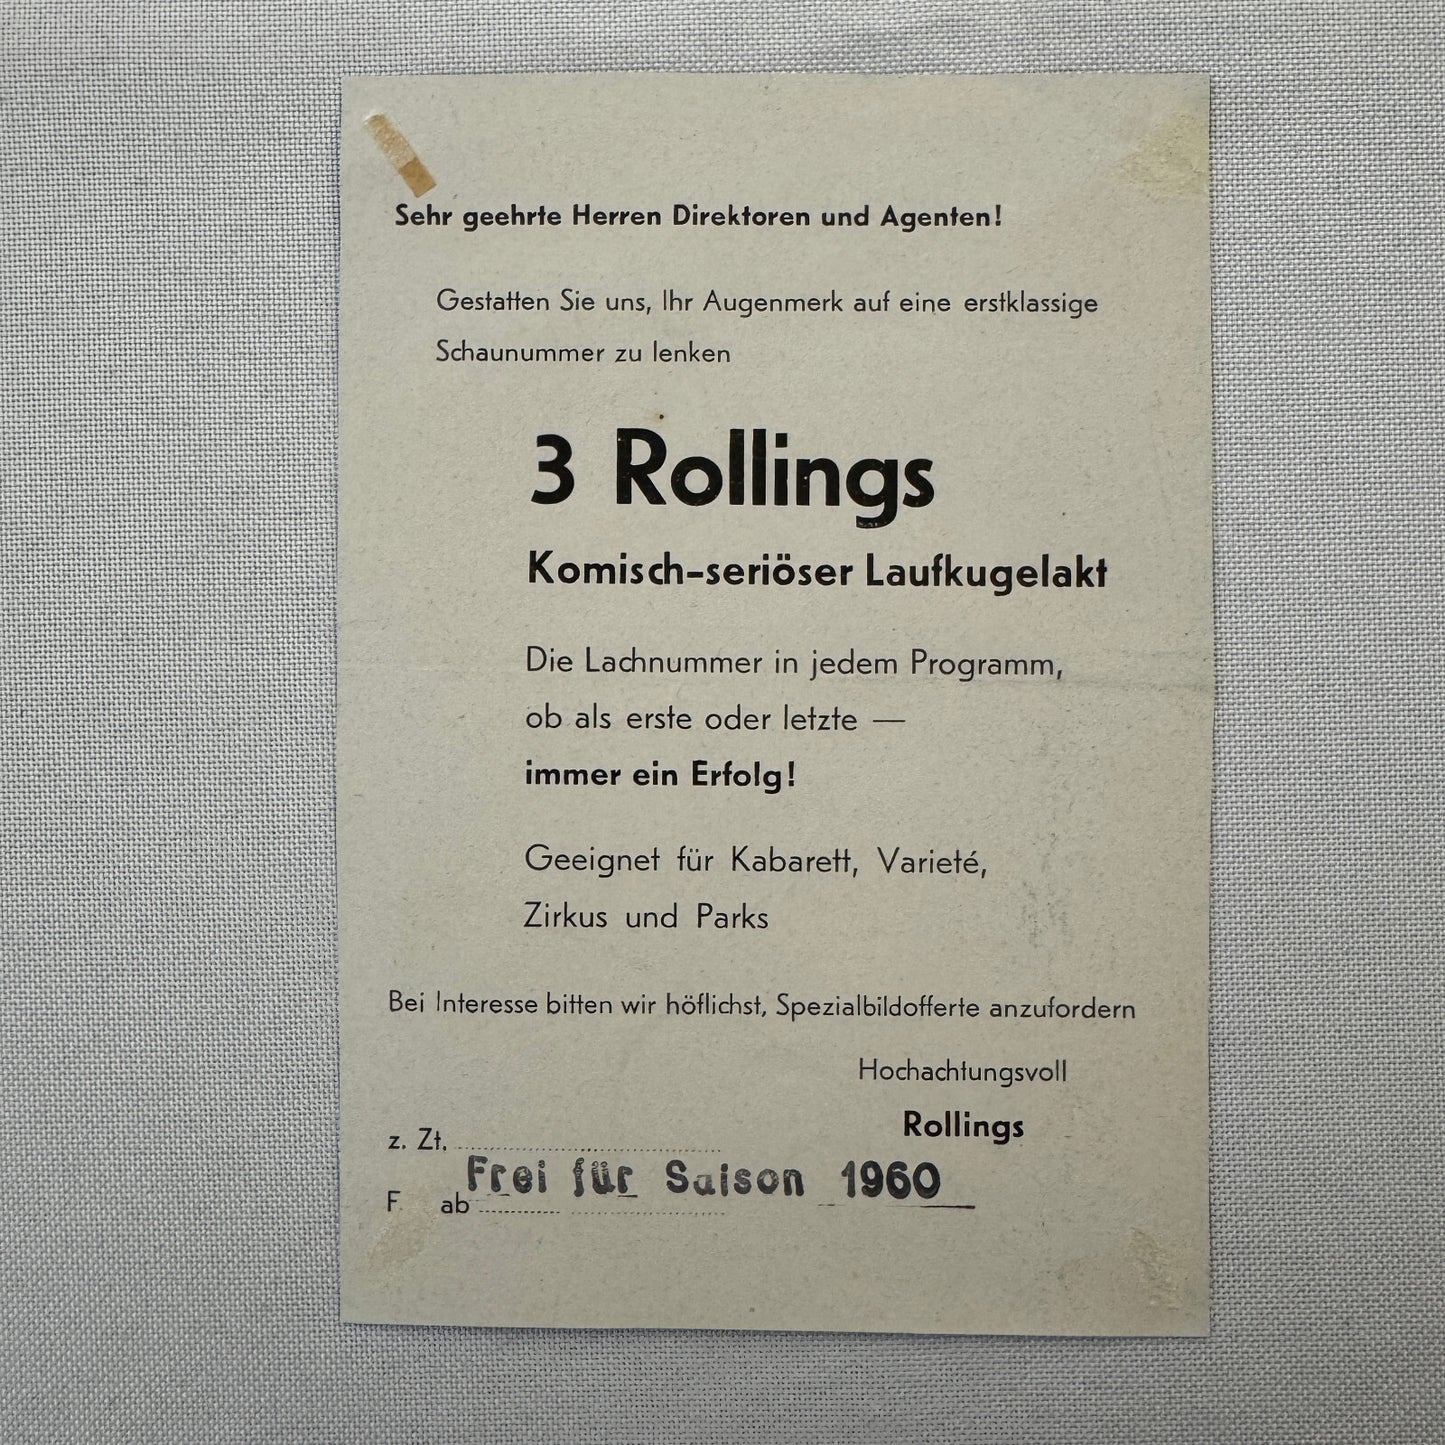 Sehr geehrte Herren Direktoren und Agenten!
Gestatten Sie uns, Ihr Augenmerk auf eine erstklassige
Schaunummer zu lenken
3 Rollings
Komisch-seriöser Laufkugelakt
Die Lachnummer in jedem Programm,
ob als erste oder letzte —
immer ein Erfolg!
Geeignet für Kabarett, Varieté,
Zirkus und Parks
Bei Interesse bitten wir höflichst, Spezialbildofferte anzufordern
Hochachtungsvoll
Rollings
z. Zt.
Frei für Saison 1960
F. ab